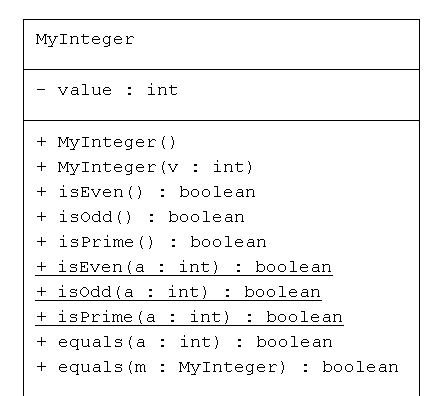 MyInteger
- value : int
+ MyInteger()
+ MyInteger(v : int)
+ isEven() : boolean
+ isOdd() : boolean
+ isPrime() : boolean
+ isEven(a : int) : boolean
+ isOdd(a : int) : boolean
+ isPrime(a : int) : boolean
+ equals(a : int) : boolean
+ equals(m : MyInteger) : boolean